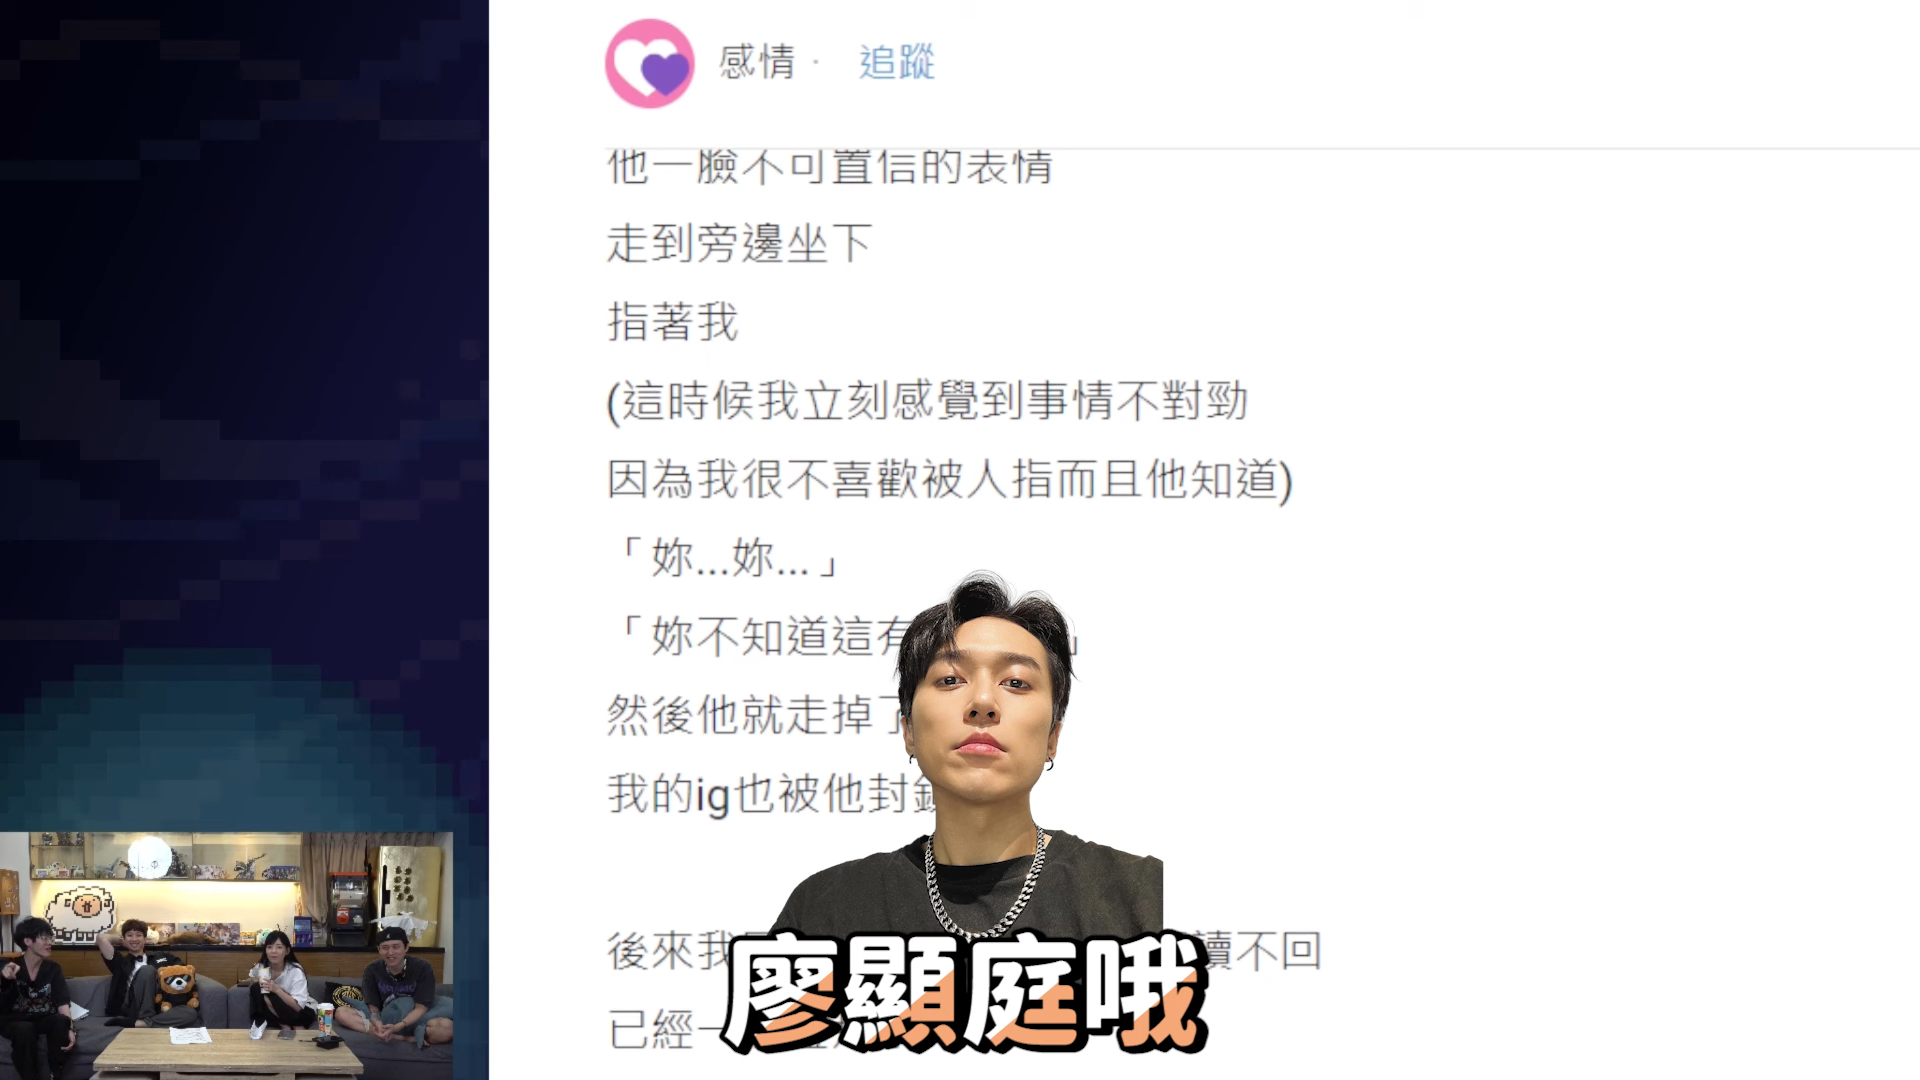 感情 · 追蹤
他一臉不可置信的表情
走到旁邊坐下
指著我
(這時候我立刻感覺到事情不對勁
因為我很不喜歡被人指而且他知道)
「妳...妳...」
「妳不知道這有 」
然後他就走掉了
我的ig也被他封鎖
後來我 讀不回
已經一
廖顯庭哦